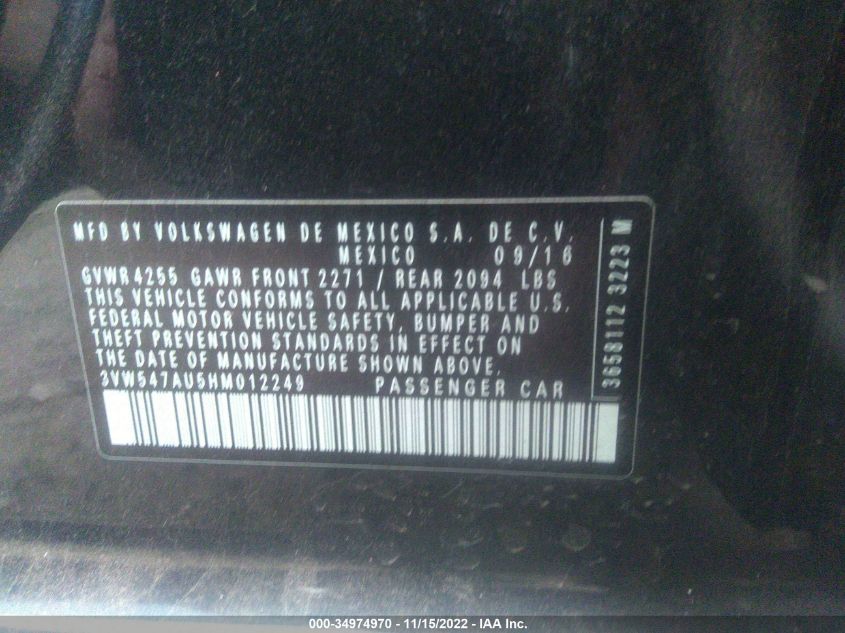 MFD BY VOLKSWAGEN DE MEXICO S.A. DE C.V.
MEXICO 09/16
GVWR 4255 GAWR FRONT 2271 / REAR 2094 LBS
THIS VEHICLE CONFORMS TO ALL APPLICABLE U.S.
FEDERAL MOTOR VEHICLE SAFETY, BUMPER AND
THEFT PREVENTION STANDARDS IN EFFECT ON
THE DATE OF MANUFACTURE SHOWN ABOVE.
3VW547AU5HM012249 PASSENGER CAR
3658112 3223 M
000-34974970 - 11/15/2022 - IAA Inc.